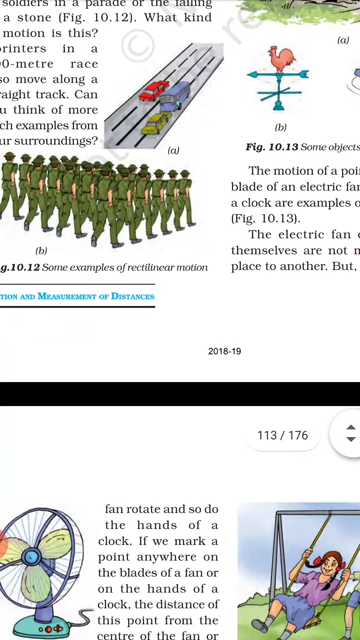 soldiers in a parade or the falling
a stone (Fig. 10.12). What kind
motion is this?
printers in a
00-metre race
so move along a
raight track. Can
u think of more
ch examples from
ur surroundings?
(a)
(b)
g.10.12 Some examples of rectilinear motion
TION AND MEASUREMENT OF DISTANCES
(a)
(b)
Fig. 10.13 Some objects
The motion of a poi
blade of an electric fan
a clock are examples o
(Fig. 10.13).
The electric fan o
themselves are not m
place to another. But,
2018-19
113 / 176
fan rotate and so do
the hands of a
clock. If we mark a
point anywhere on
the blades of a fan or
on the hands of a
clock, the distance of
this point from the
centre of the fan or